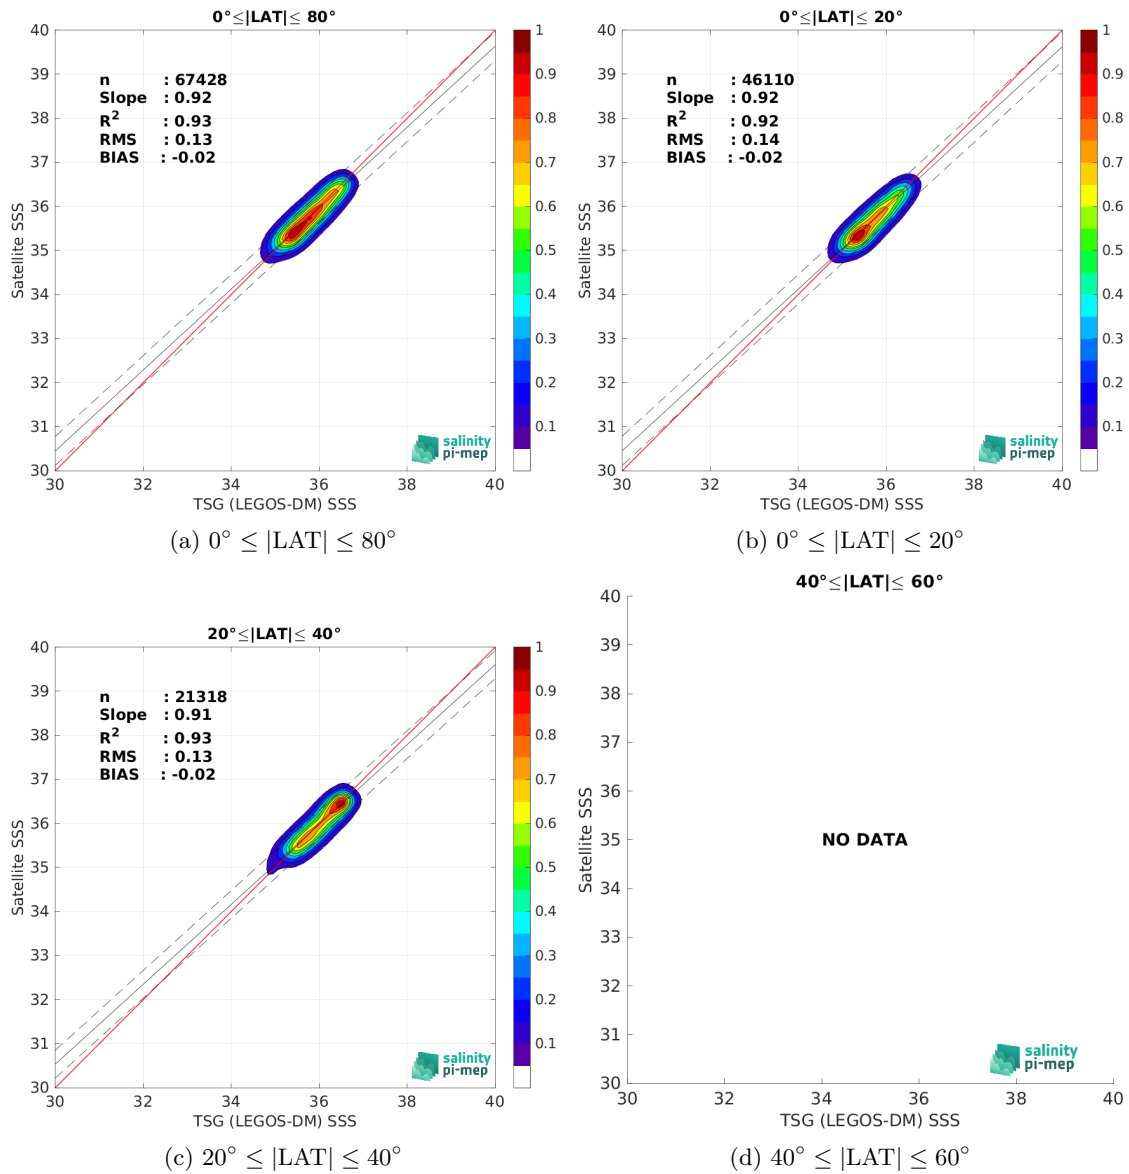 0°≤|LAT|≤ 80°
40
39
38
37
36
35
34
33
32
31
30
Satellite SSS
n : 67428
Slope : 0.92
R2 : 0.93
RMS : 0.13
BIAS : -0.02
salinity
pi-mep
30 32 34 36 38 40
TSG (LEGOS-DM) SSS
1
0.9
0.8
0.7
0.6
0.5
0.4
0.3
0.2
0.1
(a) 0° ≤ |LAT| ≤ 80°
0°≤|LAT|≤ 20°
40
39
38
37
36
35
34
33
32
31
30
Satellite SSS
n : 46110
Slope : 0.92
R2 : 0.92
RMS : 0.14
BIAS : -0.02
salinity
pi-mep
30 32 34 36 38 40
TSG (LEGOS-DM) SSS
1
0.9
0.8
0.7
0.6
0.5
0.4
0.3
0.2
0.1
(b) 0° ≤ |LAT| ≤ 20°
20°≤|LAT|≤ 40°
40
39
38
37
36
35
34
33
32
31
30
Satellite SSS
n : 21318
Slope : 0.91
R2 : 0.93
RMS : 0.13
BIAS : -0.02
salinity
pi-mep
30 32 34 36 38 40
TSG (LEGOS-DM) SSS
1
0.9
0.8
0.7
0.6
0.5
0.4
0.3
0.2
0.1
(c) 20° ≤ |LAT| ≤ 40°
40°≤|LAT|≤ 60°
40
39
38
37
36
35
34
33
32
31
30
Satellite SSS
NO DATA
salinity
pi-mep
30 32 34 36 38 40
TSG (LEGOS-DM) SSS
(d) 40° ≤ |LAT| ≤ 60°